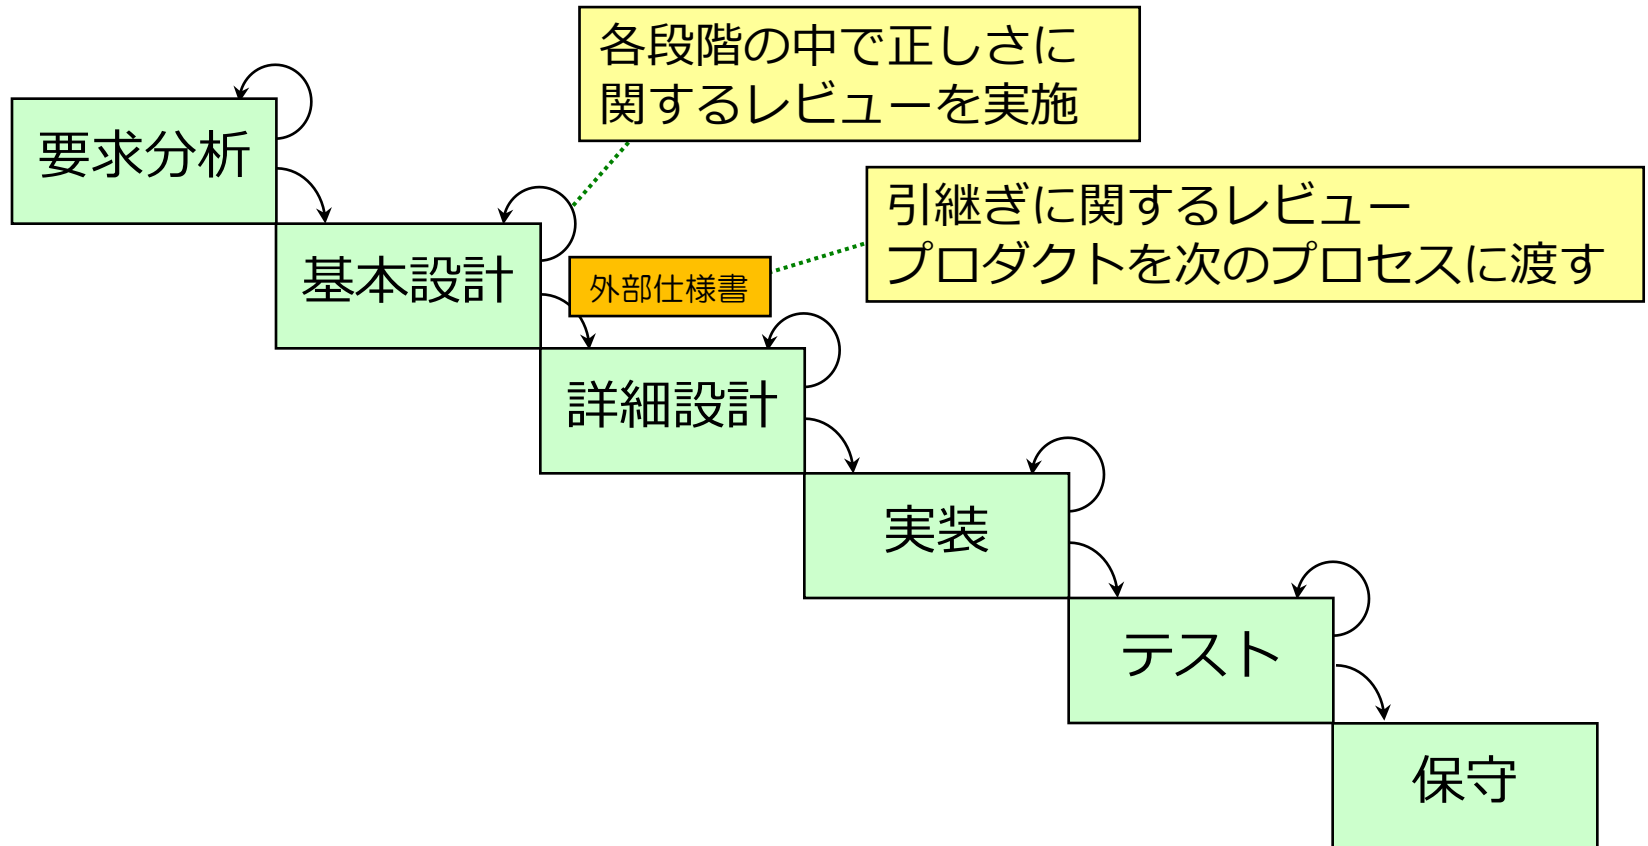 各段階の中で正しさに
関するレビューを実施
要求分析
引継ぎに関するレビュー
プロダクトを次のプロセスに渡す
基本設計
外部仕様書
詳細設計
実装
テスト
保守